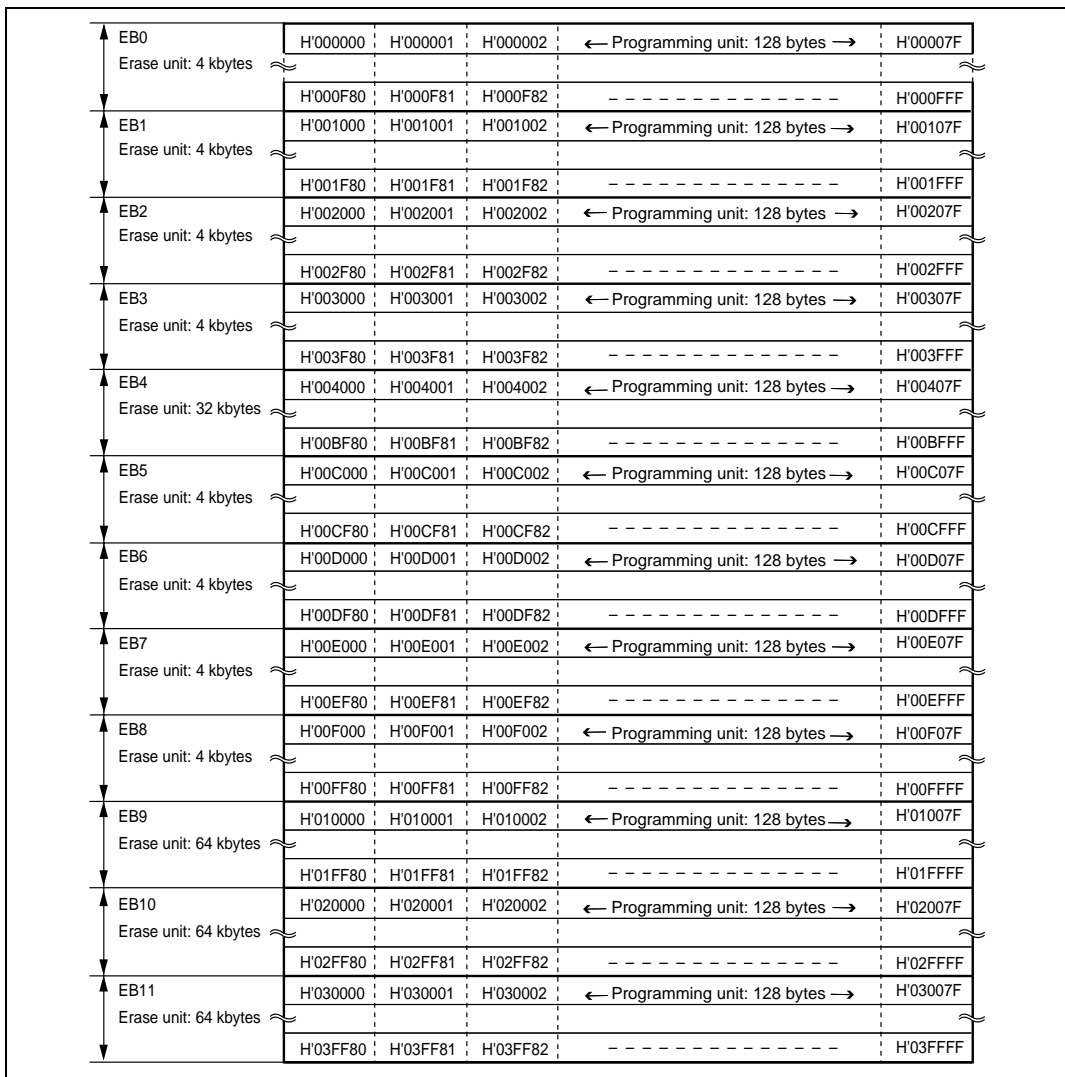 EB0 H'000000 H'000001 H'000002 ← Programming unit: 128 bytes → H'00007F
Erase unit: 4 kbytes
H'000F80 H'000F81 H'000F82 – – – – – – – – – – – – – – H'000FFF
EB1 H'001000 H'001001 H'001002 ← Programming unit: 128 bytes → H'00107F
Erase unit: 4 kbytes
H'001F80 H'001F81 H'001F82 – – – – – – – – – – – – – – H'001FFF
EB2 H'002000 H'002001 H'002002 ← Programming unit: 128 bytes → H'00207F
Erase unit: 4 kbytes
H'002F80 H'002F81 H'002F82 – – – – – – – – – – – – – – H'002FFF
EB3 H'003000 H'003001 H'003002 ← Programming unit: 128 bytes → H'00307F
Erase unit: 4 kbytes
H'003F80 H'003F81 H'003F82 – – – – – – – – – – – – – – H'003FFF
EB4 H'004000 H'004001 H'004002 ← Programming unit: 128 bytes → H'00407F
Erase unit: 32 kbytes
H'00BF80 H'00BF81 H'00BF82 – – – – – – – – – – – – – – H'00BFFF
EB5 H'00C000 H'00C001 H'00C002 ← Programming unit: 128 bytes → H'00C07F
Erase unit: 4 kbytes
H'00CF80 H'00CF81 H'00CF82 – – – – – – – – – – – – – – H'00CFFF
EB6 H'00D000 H'00D001 H'00D002 ← Programming unit: 128 bytes → H'00D07F
Erase unit: 4 kbytes
H'00DF80 H'00DF81 H'00DF82 – – – – – – – – – – – – – – H'00DFFF
EB7 H'00E000 H'00E001 H'00E002 ← Programming unit: 128 bytes → H'00E07F
Erase unit: 4 kbytes
H'00EF80 H'00EF81 H'00EF82 – – – – – – – – – – – – – – H'00EFFF
EB8 H'00F000 H'00F001 H'00F002 ← Programming unit: 128 bytes → H'00F07F
Erase unit: 4 kbytes
H'00FF80 H'00FF81 H'00FF82 – – – – – – – – – – – – – – H'00FFFF
EB9 H'010000 H'010001 H'010002 ← Programming unit: 128 bytes → H'01007F
Erase unit: 64 kbytes
H'01FF80 H'01FF81 H'01FF82 – – – – – – – – – – – – – – H'01FFFF
EB10 H'020000 H'020001 H'020002 ← Programming unit: 128 bytes → H'02007F
Erase unit: 64 kbytes
H'02FF80 H'02FF81 H'02FF82 – – – – – – – – – – – – – – H'02FFFF
EB11 H'030000 H'030001 H'030002 ← Programming unit: 128 bytes → H'03007F
Erase unit: 64 kbytes
H'03FF80 H'03FF81 H'03FF82 – – – – – – – – – – – – – – H'03FFFF